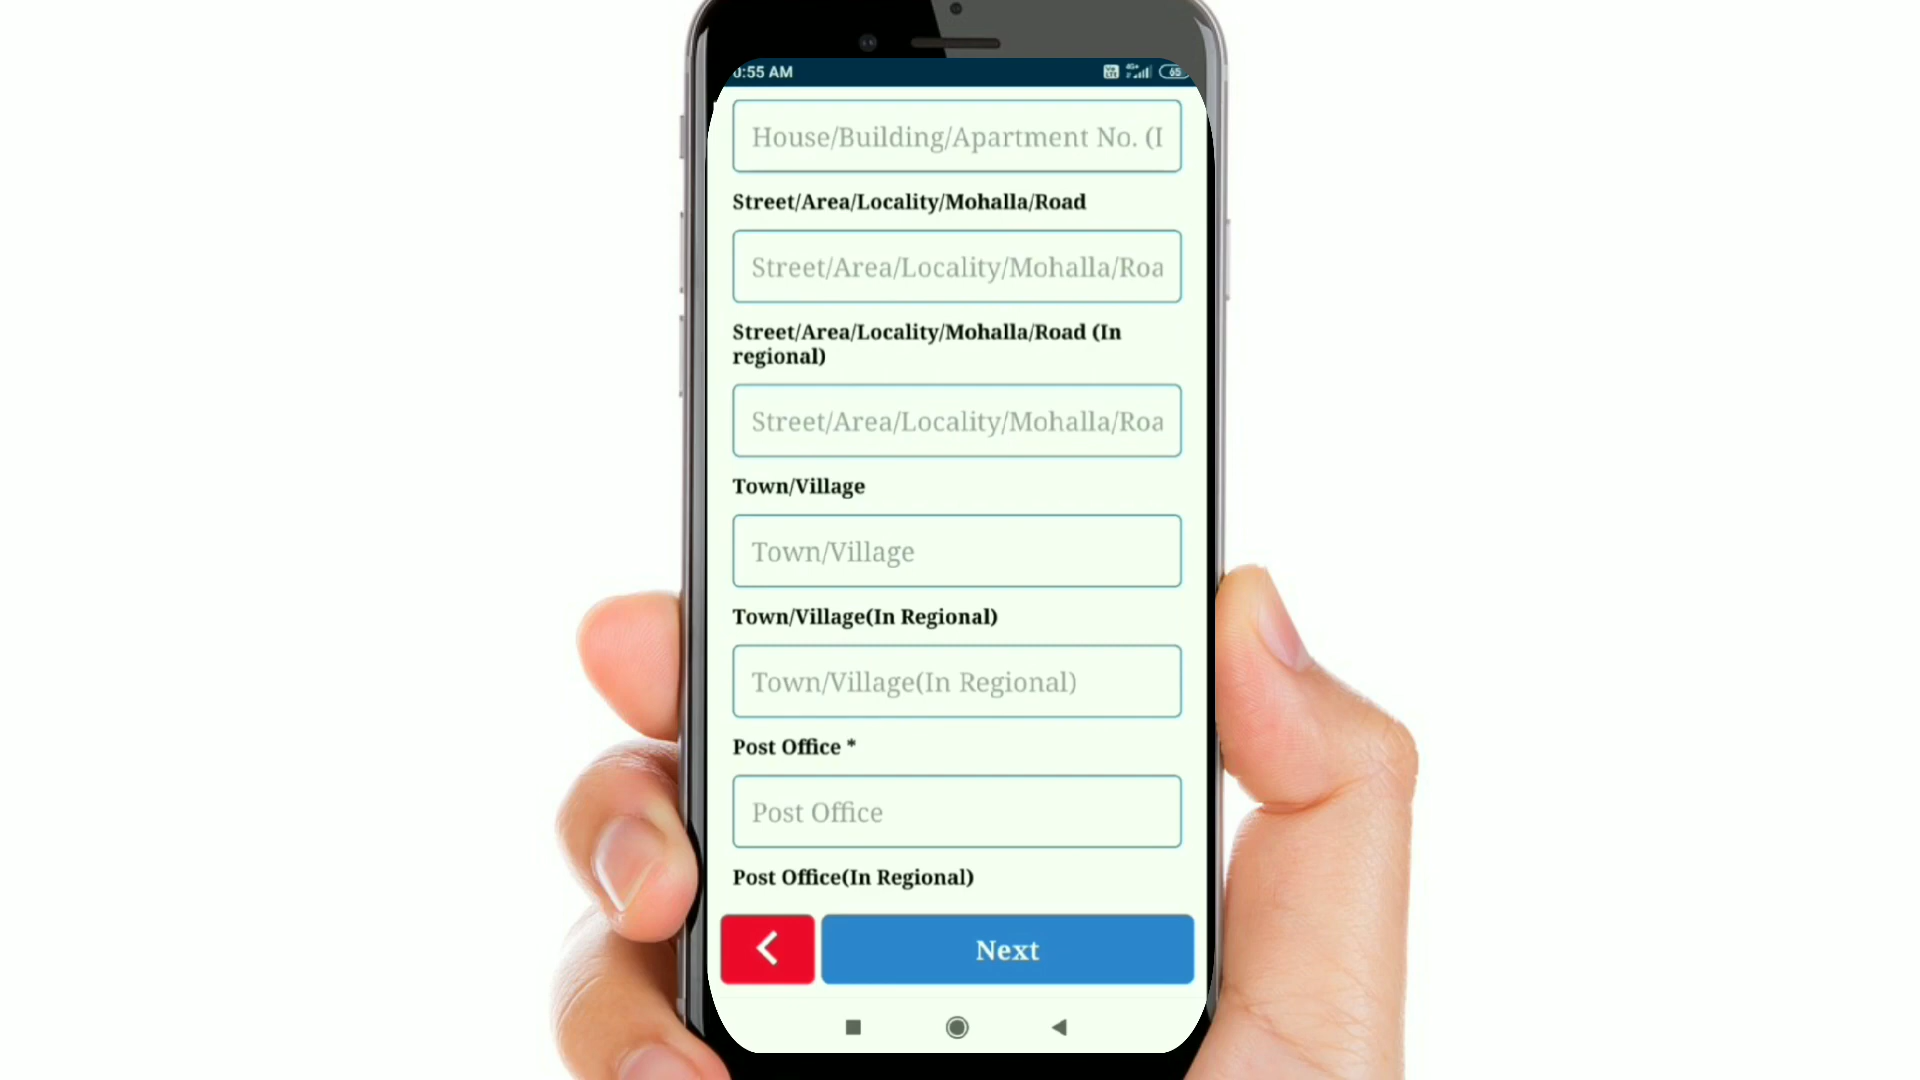 :55 AM
65
House/Building/Apartment No. (I
Street/Area/Locality/Mohalla/Road
Street/Area/Locality/Mohalla/Roa
Street/Area/Locality/Mohalla/Road (In
regional)
Street/Area/Locality/Mohalla/Roa
Town/Village
Town/Village
Town/Village(In Regional)
Town/Village(In Regional)
Post Office *
Post Office
Post Office(In Regional)
Next